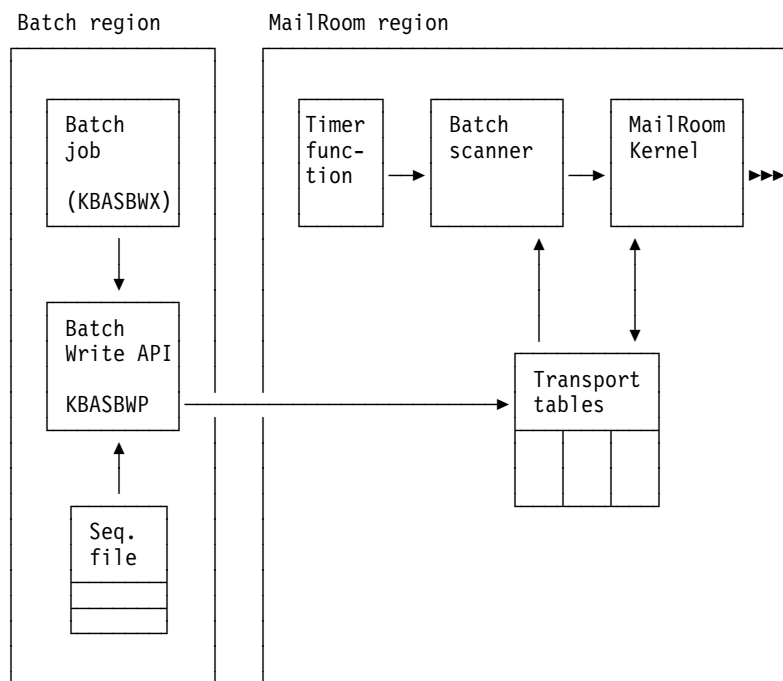 Batch region
MailRoom region
Batch
job
(KBASBWX)
Timer
func–
tion
Batch
scanner
MailRoom
Kernel
Batch
Write API
KBASBWP
Transport
tables
Seq.
file